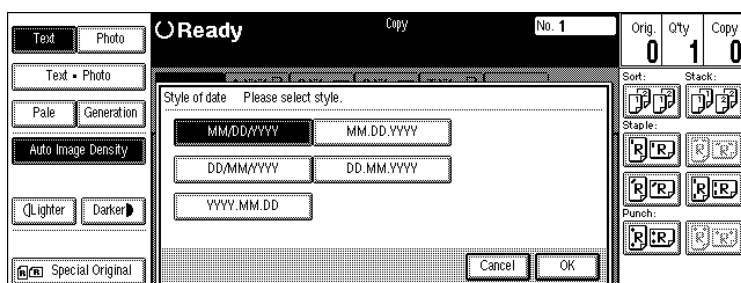 Text Photo
Text • Photo
Pale Generation
Auto Image Density
Lighter Darker
Special Original
Ready Copy No. 1
Style of date Please select style.
MM/DD/YYYY MM.DD.YYYY
DD/MM/YYYY DD.MM.YYYY
YYYY.MM.DD
Cancel OK
Orig. Q'ty Copy
0 1 0
Sort: Stack:
Staple:
Punch: